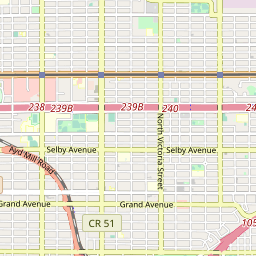 238
239B
239B
240
24
North Victoria Street
Selby Avenue
Selby Avenue
Ayd Mill Road
Grand Avenue
Grand Avenue
CR 51
105